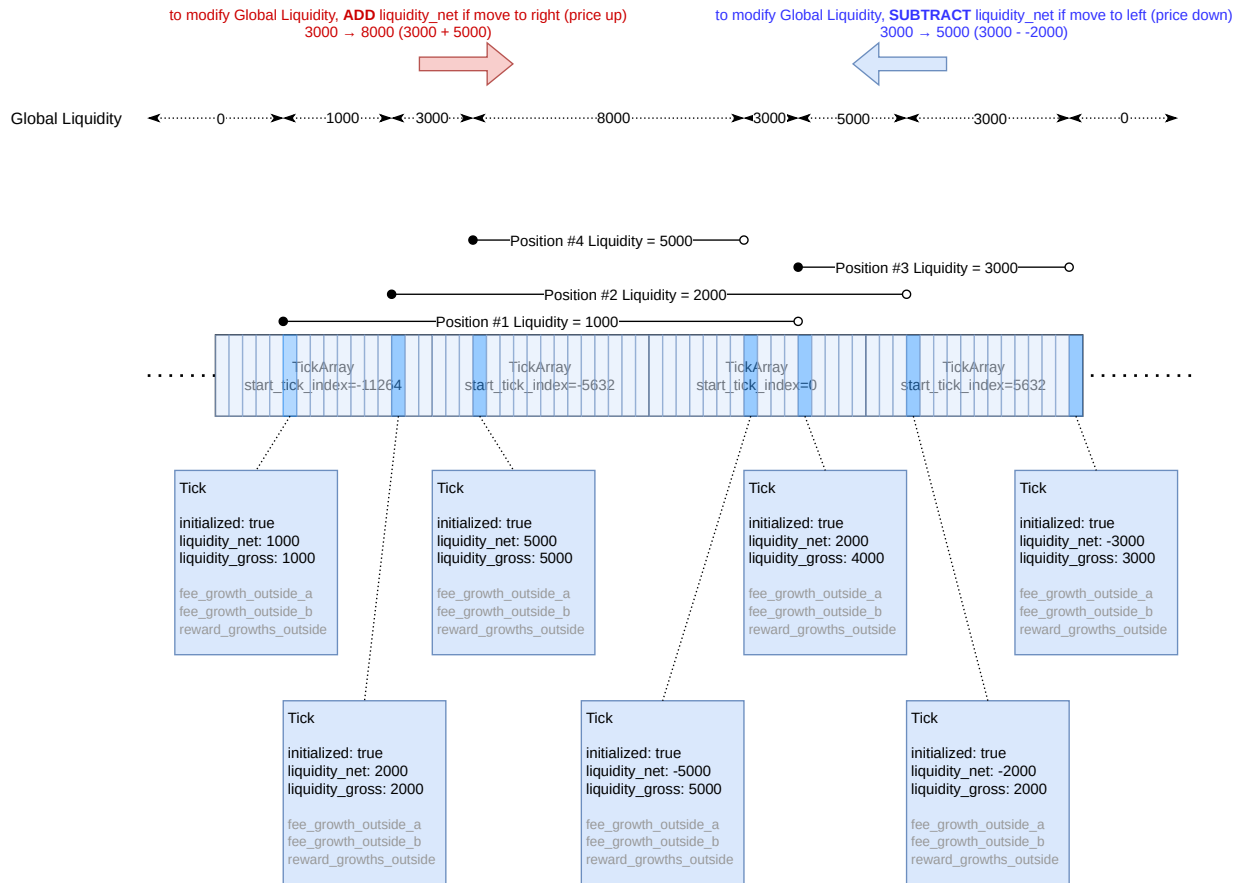 to modify Global Liquidity, ADD liquidity_net if move to right (price up)
3000 → 8000 (3000 + 5000)
to modify Global Liquidity, SUBTRACT liquidity_net if move to left (price down)
3000 → 5000 (3000 - -2000)
Global Liquidity
0
1000
3000
8000
3000
5000
3000
0
Position #4 Liquidity = 5000
Position #3 Liquidity = 3000
Position #2 Liquidity = 2000
Position #1 Liquidity = 1000
TickArray
start_tick_index=-11264
TickArray
start_tick_index=-5632
TickArray
start_tick_index=0
TickArray
start_tick_index=5632
Tick
initialized: true
liquidity_net: 1000
liquidity_gross: 1000
fee_growth_outside_a
fee_growth_outside_b
reward_growths_outside
Tick
initialized: true
liquidity_net: 5000
liquidity_gross: 5000
fee_growth_outside_a
fee_growth_outside_b
reward_growths_outside
Tick
initialized: true
liquidity_net: 2000
liquidity_gross: 4000
fee_growth_outside_a
fee_growth_outside_b
reward_growths_outside
Tick
initialized: true
liquidity_net: -3000
liquidity_gross: 3000
fee_growth_outside_a
fee_growth_outside_b
reward_growths_outside
Tick
initialized: true
liquidity_net: 2000
liquidity_gross: 2000
fee_growth_outside_a
fee_growth_outside_b
reward_growths_outside
Tick
initialized: true
liquidity_net: -5000
liquidity_gross: 5000
fee_growth_outside_a
fee_growth_outside_b
reward_growths_outside
Tick
initialized: true
liquidity_net: -2000
liquidity_gross: 2000
fee_growth_outside_a
fee_growth_outside_b
reward_growths_outside